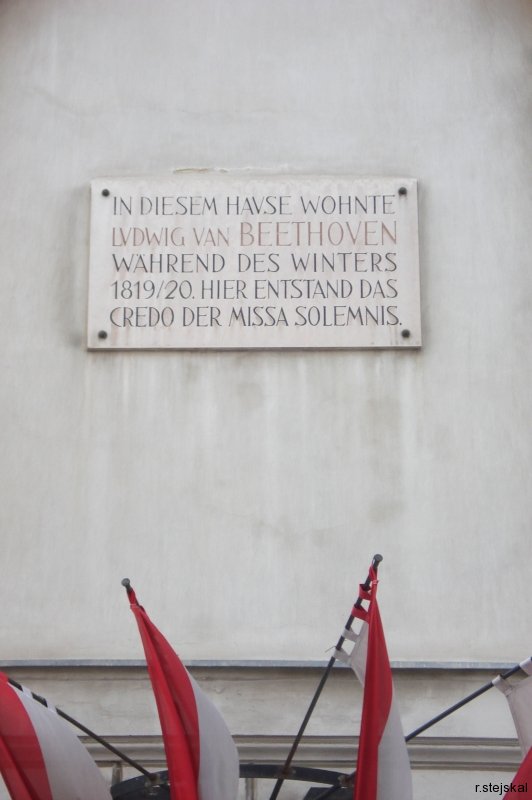 IN DIESEM HAVSE WOHNTE
LVDWIG VAN BEETHOVEN
WÄHREND DES WINTERS
1819/20. HIER ENTSTAND DAS
CREDO DER MISSA SOLEMNIS.
r.stejskal